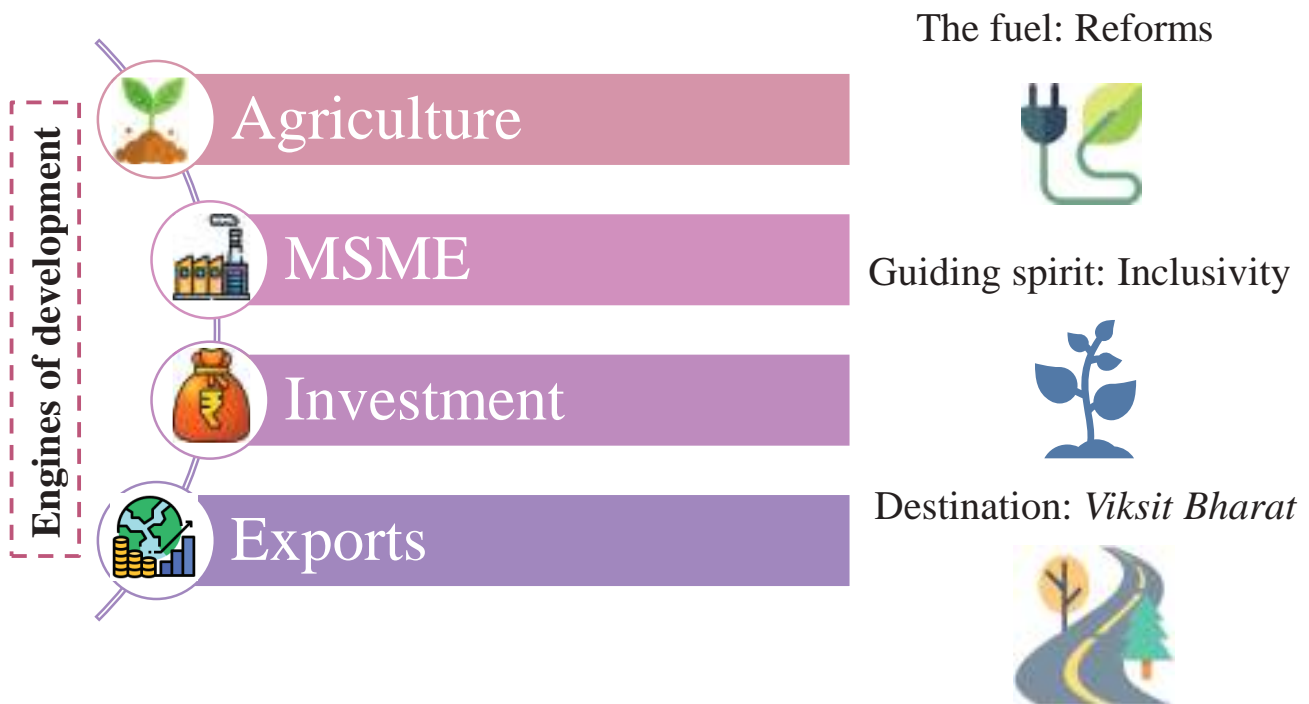 Engines of development
Agriculture
MSME
Investment
Exports
The fuel: Reforms
Guiding spirit: Inclusivity
Destination: Viksit Bharat